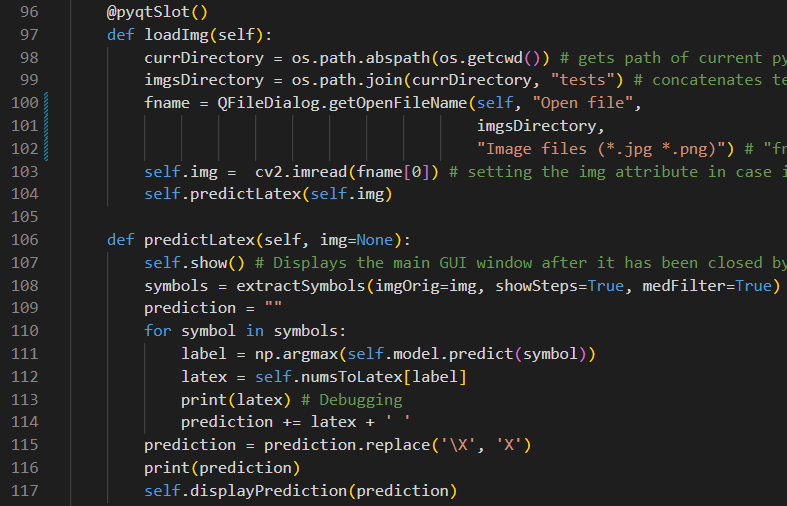 96 @pyqtSlot()
97 def loadImg(self):
98 currDirectory = os.path.abspath(os.getcwd()) # gets path of current
99 imgsDirectory = os.path.join(currDirectory, "tests") # concatenates
100 fname = QFileDialog.getOpenFileName(self, "Open file",
101 imgsDirectory,
102 "Image files (*.jpg *.png)") #
103 self.img =  cv2.imread(fname[0]) # setting the img attribute in case
104 self.predictLatex(self.img)
105
106 def predictLatex(self, img=None):
107 self.show() # Displays the main GUI window after it has been closed by
108 symbols = extractSymbols(imgOrig=img, showSteps=True, medFilter=True)
109 prediction = ""
110 for symbol in symbols:
111 label = np.argmax(self.model.predict(symbol))
112 latex = self.numsToLatex[label]
113 print(latex) # Debugging
114 prediction += latex + ' '
115 prediction = prediction.replace('\X', 'X')
116 print(prediction)
117 self.displayPrediction(prediction)